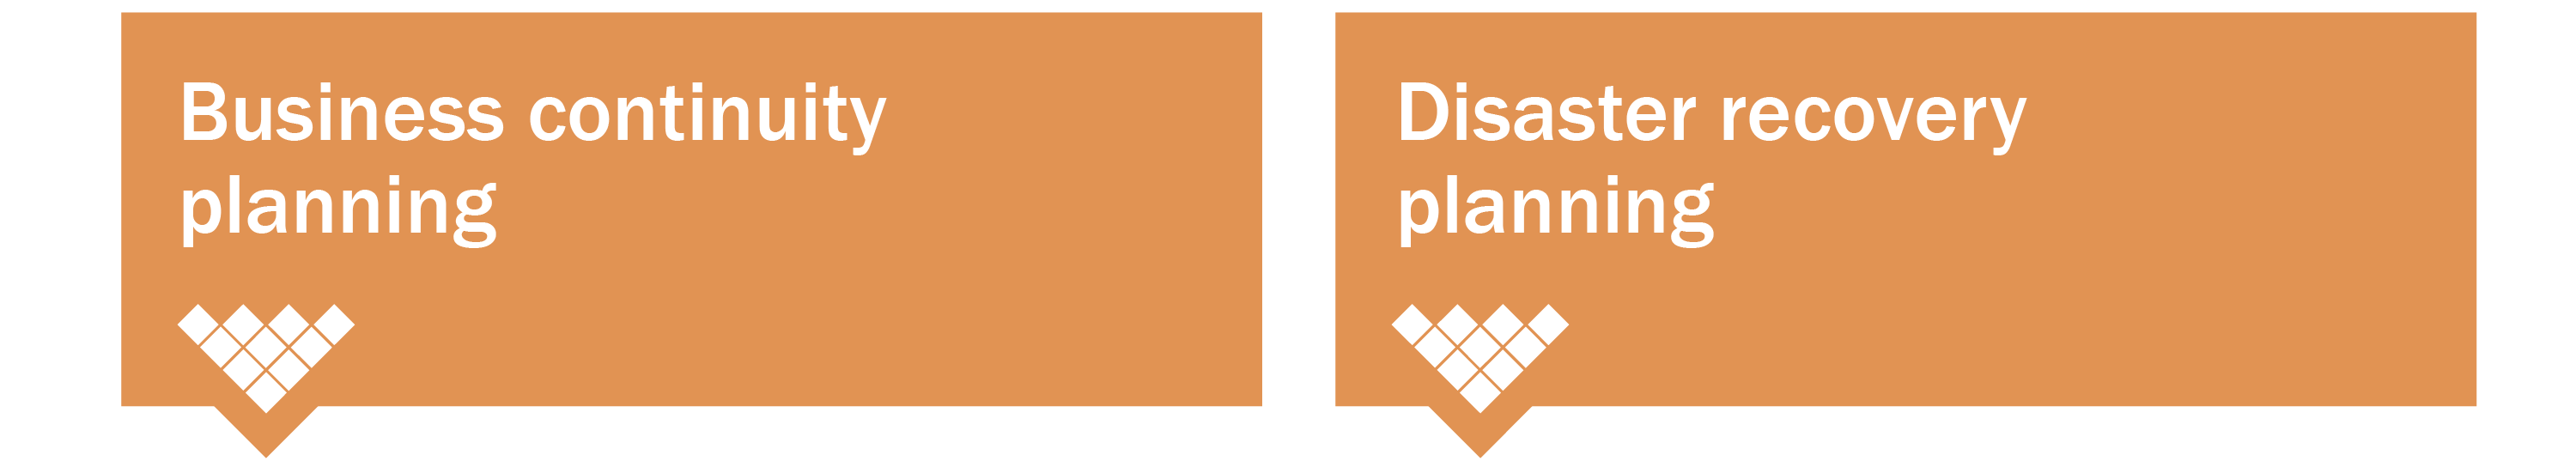 Business continuity
planning
Disaster recovery
planning